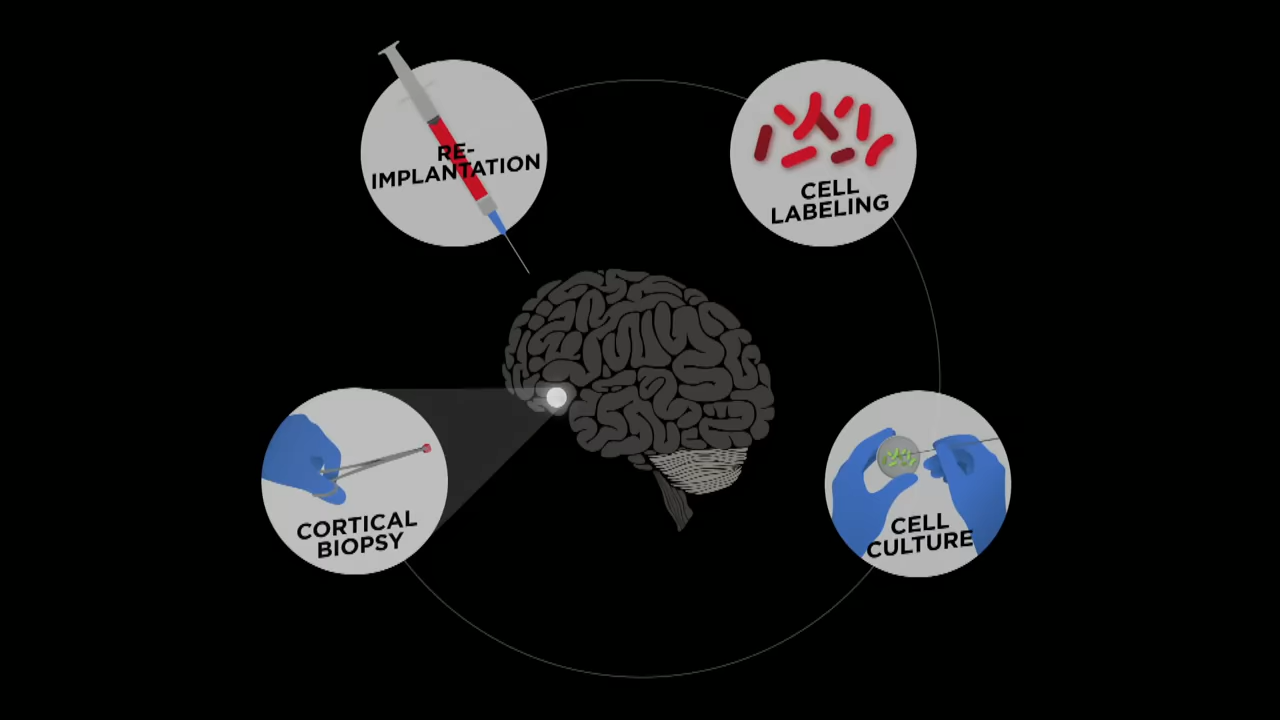 RE-
IMPLANTATION
CELL
LABELING
CORTICAL
BIOPSY
CELL
CULTURE